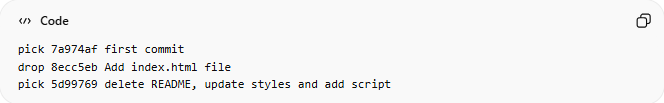 Code
pick 7a974af first commit
drop 8ecc5eb Add index.html file
pick 5d99769 delete README, update styles and add script